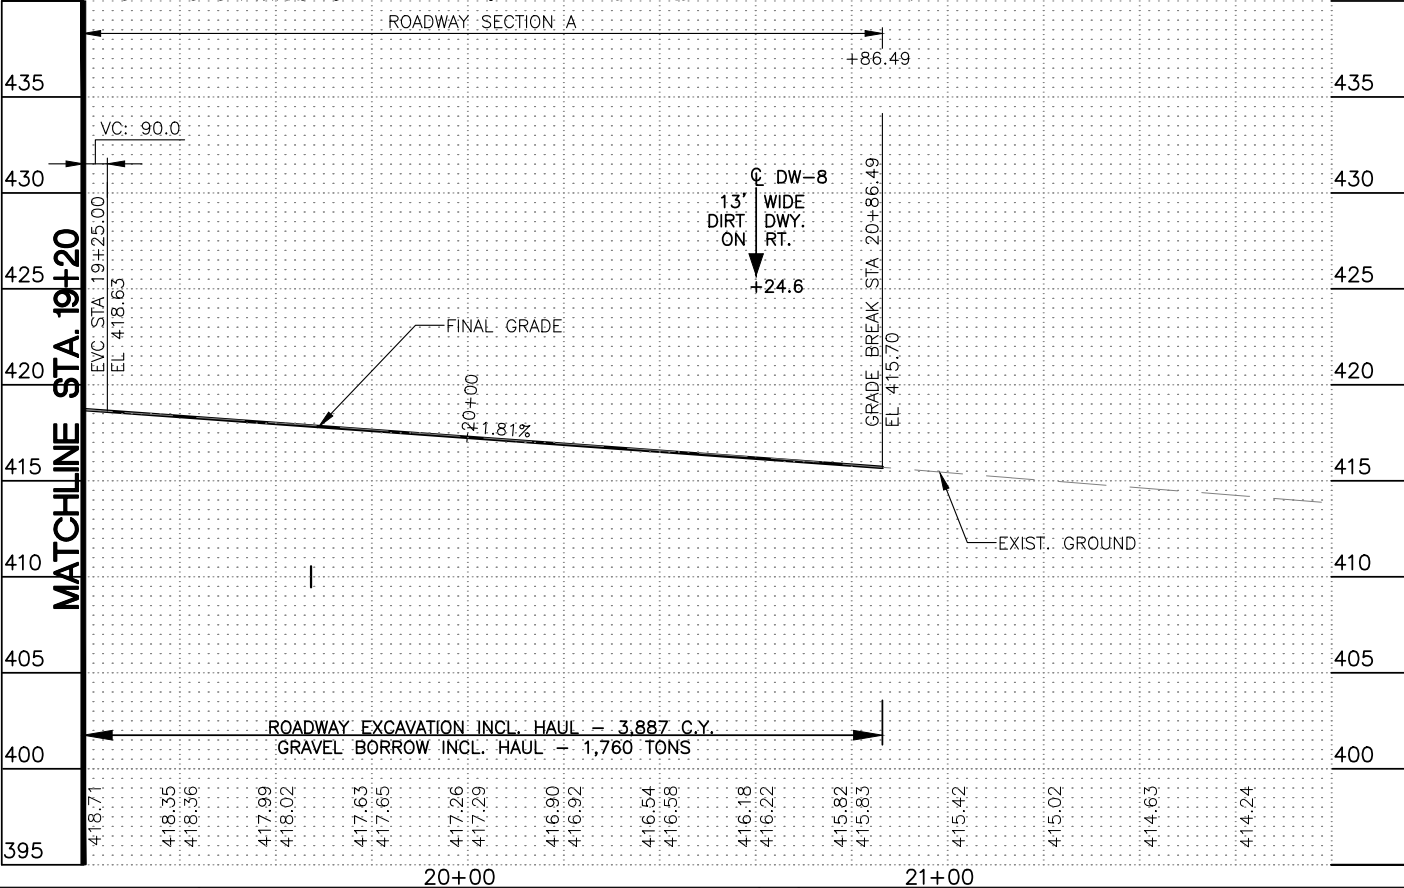 ROADWAY SECTION A
+86.49
435
435
VC: 90.0
430
430
EVC STA 19+25.00
EL 418.63
℄ DW-8
13' WIDE
DIRT DWY.
ON RT.
+24.6
GRADE BREAK STA 20+86.49
EL 415.70
MATCHLINE STA. 19+20
425
425
FINAL GRADE
420
420
20+00
-1.81%
415
415
EXIST. GROUND
410
410
405
405
ROADWAY EXCAVATION INCL. HAUL - 3,887 C.Y.
GRAVEL BORROW INCL. HAUL - 1,760 TONS
400
400
418.71
418.35
418.36
417.99
418.02
417.63
417.65
417.26
417.29
416.90
416.92
416.54
416.58
416.18
416.22
415.82
415.83
415.42
415.02
414.63
414.24
395
20+00
21+00